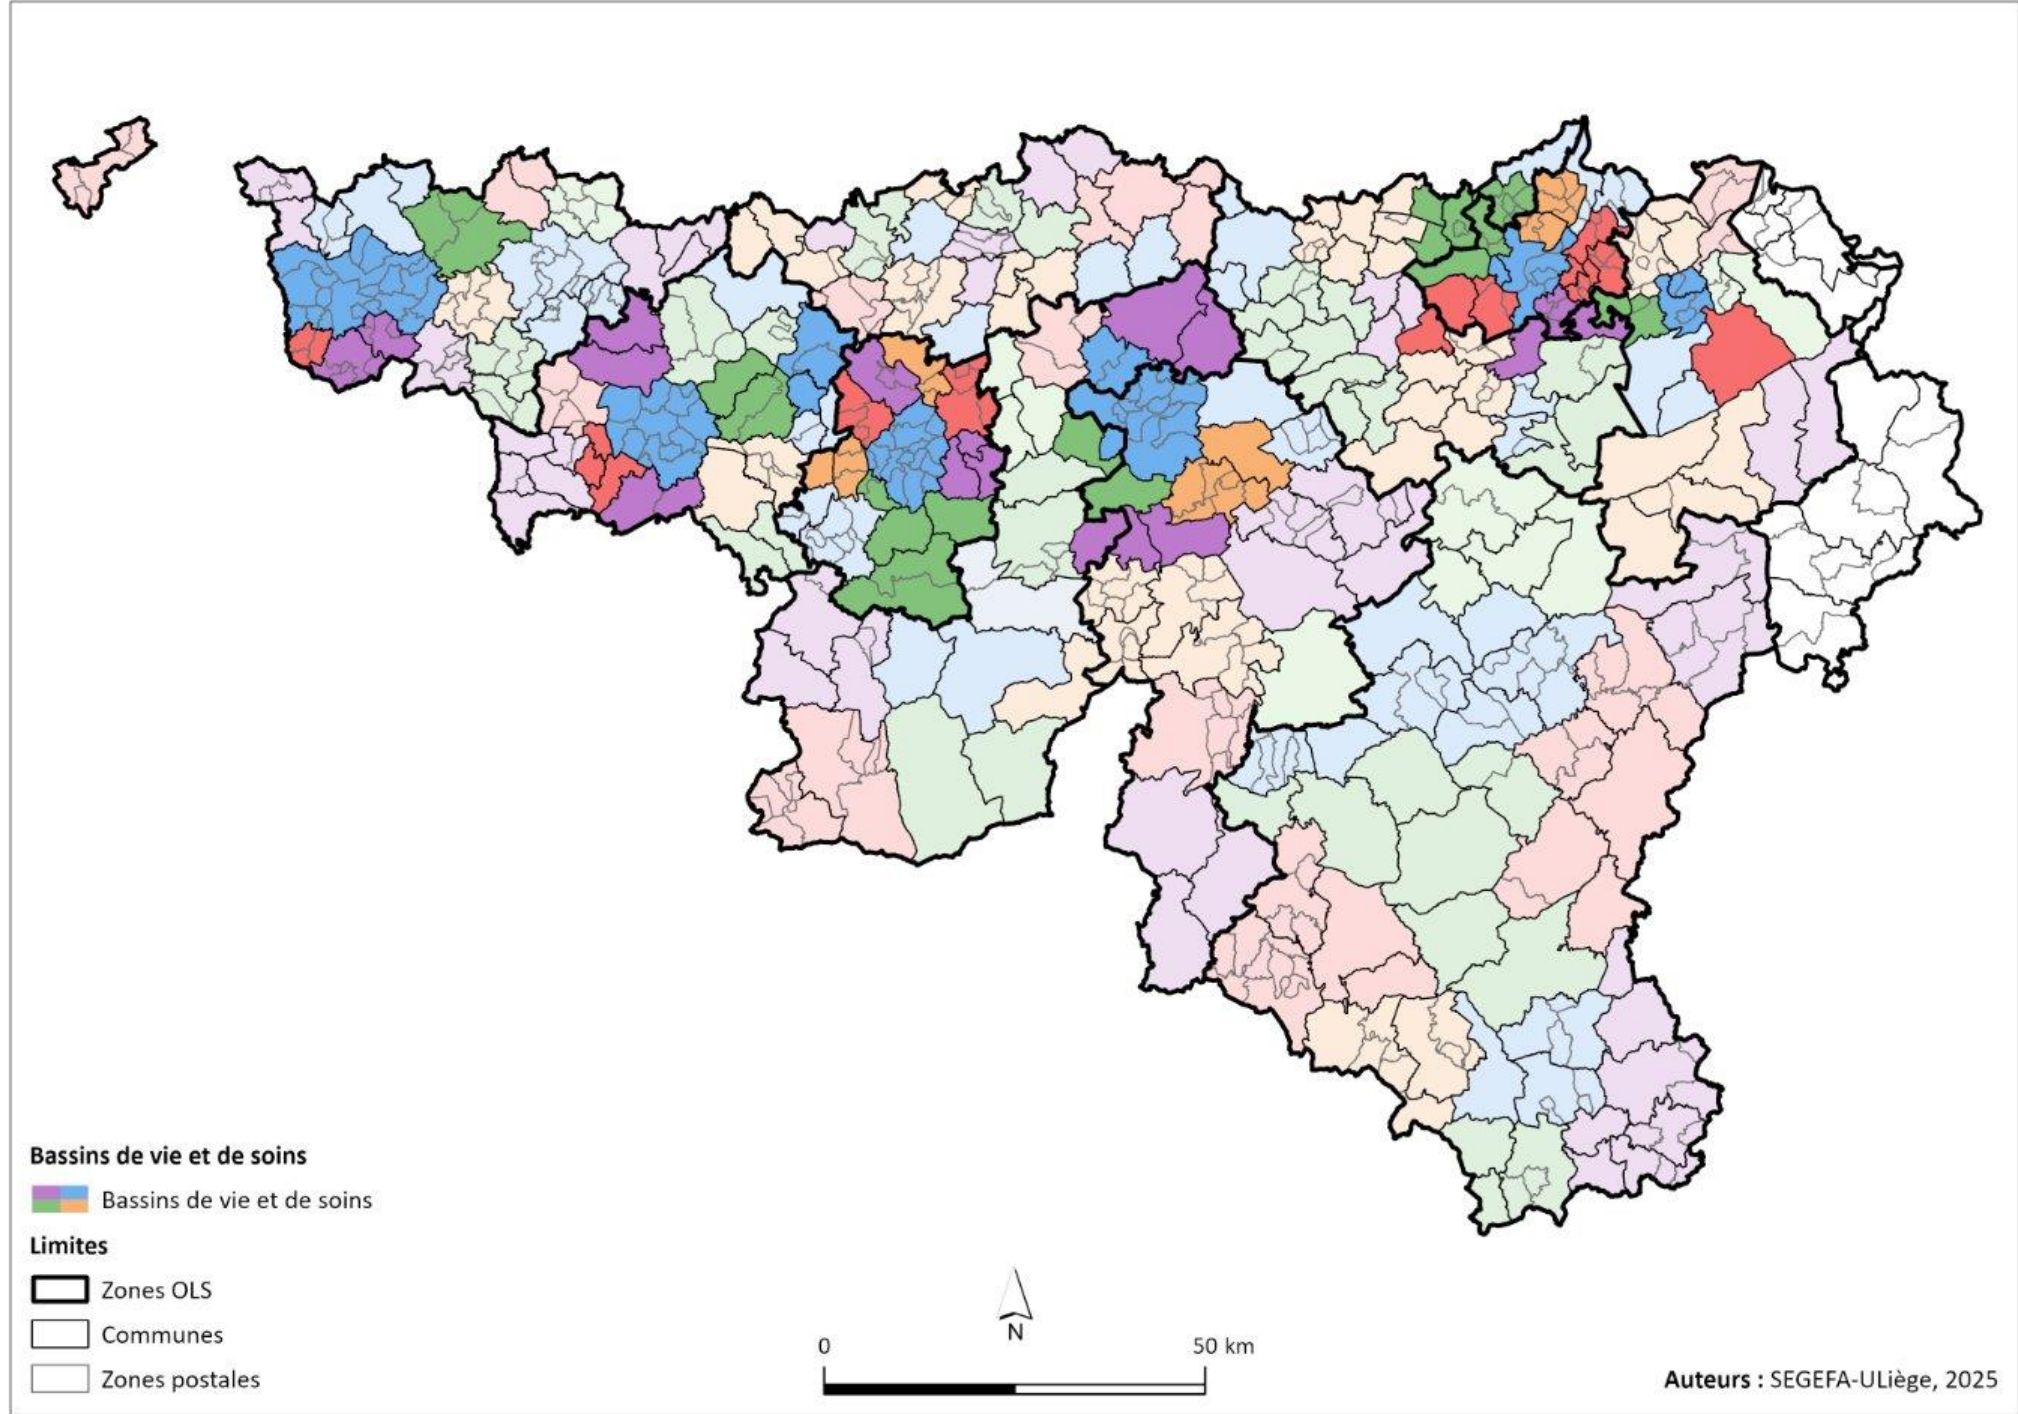 Bassins de vie et de soins
Bassins de vie et de soins
Limites
Zones OLS
Communes
Zones postales
N
0 50 km
Auteurs : SEGEFA-ULiège, 2025